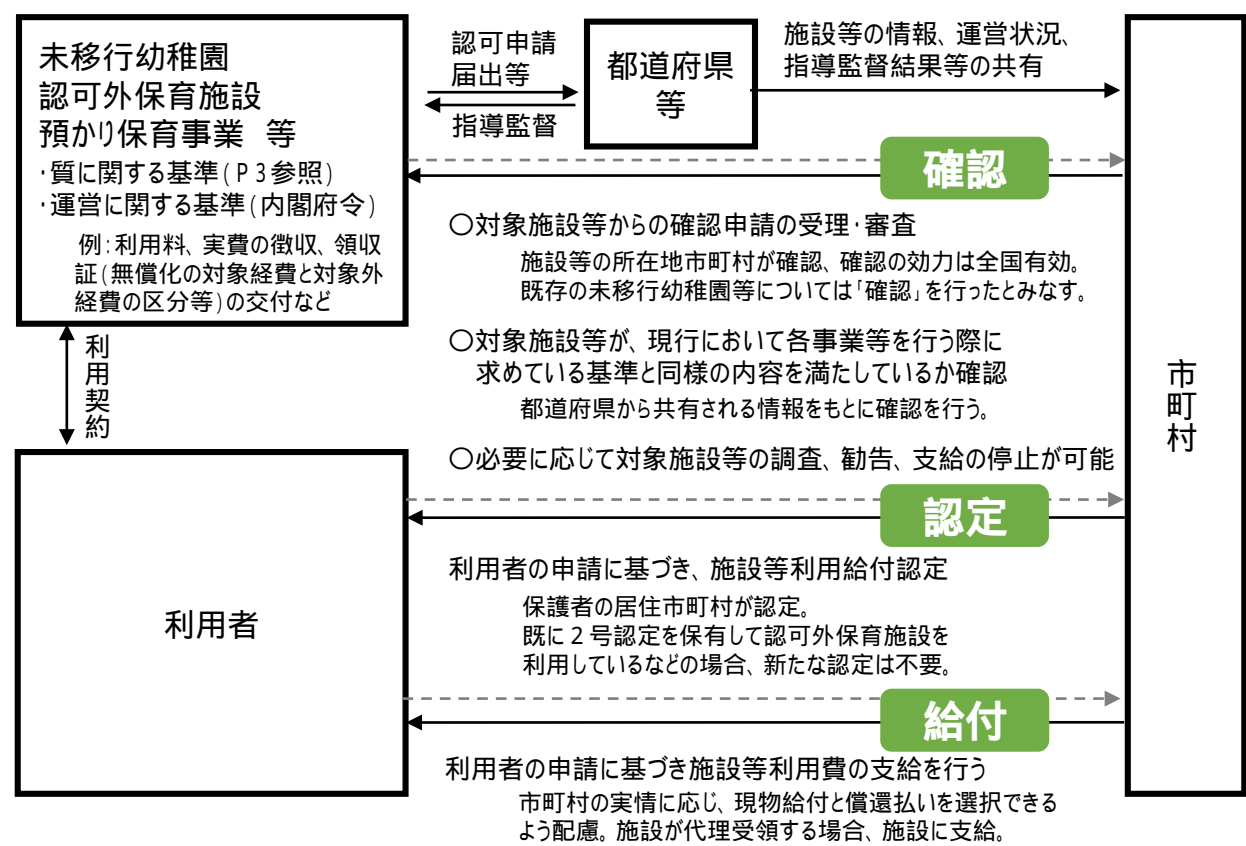 未移行幼稚園
認可外保育施設
預かり保育事業 等
・質に関する基準(P3参照)
・運営に関する基準(内閣府令)
例:利用料、実費の徴収、領収
証(無償化の対象経費と対象外
経費の区分等)の交付など
認可申請
届出等
指導監督
都道府県
等
施設等の情報、運営状況、
指導監督結果等の共有
確認
〇対象施設等からの確認申請の受理・審査
施設等の所在地市町村が確認、確認の効力は全国有効。
既存の未移行幼稚園等については「確認」を行ったとみなす。
〇対象施設等が、現行において各事業等を行う際に
求めている基準と同様の内容を満たしているか確認
都道府県から共有される情報をもとに確認を行う。
〇必要に応じて対象施設等の調査、勧告、支給の停止が可能
利用契約
市町村
利用者
認定
利用者の申請に基づき、施設等利用給付認定
保護者の居住市町村が認定。
既に2号認定を保有して認可外保育施設を
利用しているなどの場合、新たな認定は不要。
給付
利用者の申請に基づき施設等利用費の支給を行う
市町村の実情に応じ、現物給付と償還払いを選択できる
よう配慮。施設が代理受領する場合、施設に支給。